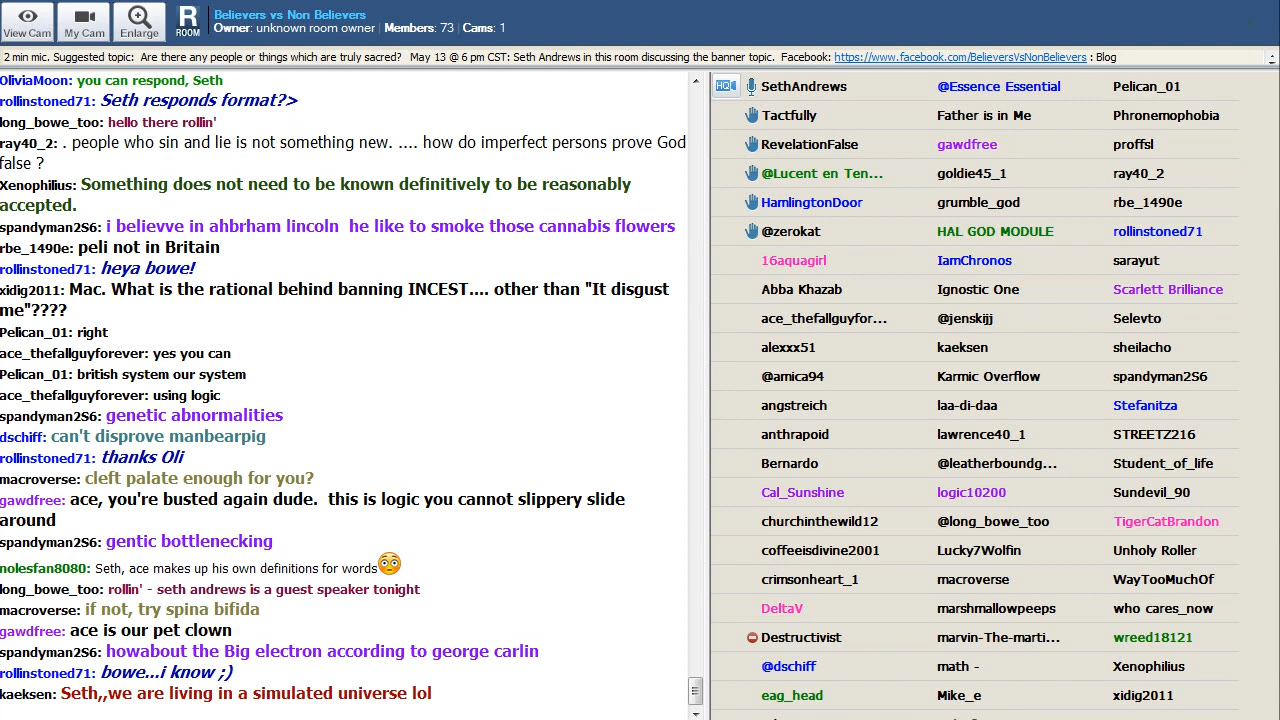 Believers vs Non Believers
Owner: unknown room owner | Members: 73 | Cams: 1
View Cam
My Cam
Enlarge
R
ROOM
2 min mic. Suggested topic: Are there any people or things which are truly sacred? May 13 @ 6 pm CST: Seth Andrews in this room discussing the banner topic. Facebook: https://www.facebook.com/BelieversVsNonBelievers : Blog
OliviaMoon: you can respond, Seth
rollinstoned71: Seth responds format?>
long_bowe_too: hello there rollin'
ray40_2: . people who sin and lie is not something new. .... how do imperfect persons prove God
false ?
Xenophilius: Something does not need to be known definitively to be reasonably
accepted.
spandyman2S6: i believve in ahbrham lincoln he like to smoke those cannabis flowers
rbe_1490e: peli not in Britain
rollinstoned71: heya bowe!
xidig2011: Mac. What is the rational behind banning INCEST.... other than "It disgust
me"????
Pelican_01: right
ace_thefallguyforever: yes you can
Pelican_01: british system our system
ace_thefallguyforever: using logic
spandyman2S6: genetic abnormalities
dschiff: can't disprove manbearpig
rollinstoned71: thanks Oli
macroverse: cleft palate enough for you?
gawdfree: ace, you're busted again dude. this is logic you cannot slippery slide
around
spandyman2S6: gentic bottlenecking
nolesfan8080: Seth, ace makes up his own definitions for words
long_bowe_too: rollin' - seth andrews is a guest speaker tonight
macroverse: if not, try spina bifida
gawdfree: ace is our pet clown
spandyman2S6: howabout the Big electron according to george carlin
rollinstoned71: bowe...i know ;)
kaeksen: Seth,,we are living in a simulated universe lol
HQ SethAndrews @Essence Essential Pelican_01
Tactfully Father is in Me Phronemophobia
RevelationFalse gawdfree proffsl
@Lucent en Ten... goldie45_1 ray40_2
HamlingtonDoor grumble_god rbe_1490e
@zerokat HAL GOD MODULE rollinstoned71
16aquagirl IamChronos sarayut
Abba Khazab Ignostic One Scarlett Brilliance
ace_thefallguyfor... @jenskijj Selevto
alexxx51 kaeksen sheilacho
@amica94 Karmic Overflow spandyman2S6
angstreich laa-di-daa Stefanitza
anthrapoid lawrence40_1 STREETZ216
Bernardo @leatherboundg... Student_of_life
Cal_Sunshine logic10200 Sundevil_90
churchinthewild12 @long_bowe_too TigerCatBrandon
coffeeisdivine2001 Lucky7Wolfin Unholy Roller
crimsonheart_1 macroverse WayTooMuchOf
DeltaV marshmallowpeeps who cares_now
Destructivist marvin-The-marti... wreed18121
@dschiff math - Xenophilius
eag_head Mike_e xidig2011